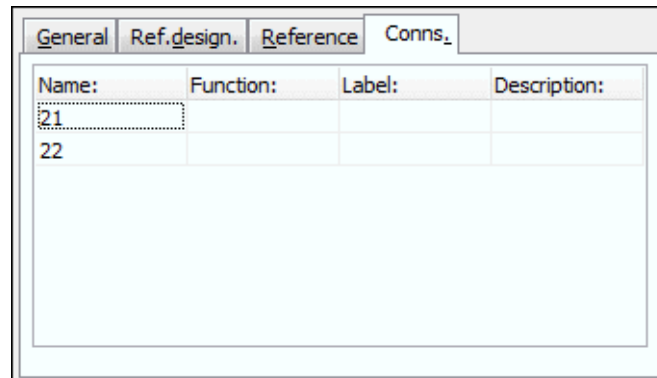 General Ref.design. Reference Conns.
Name: Function: Label: Description:
21
22